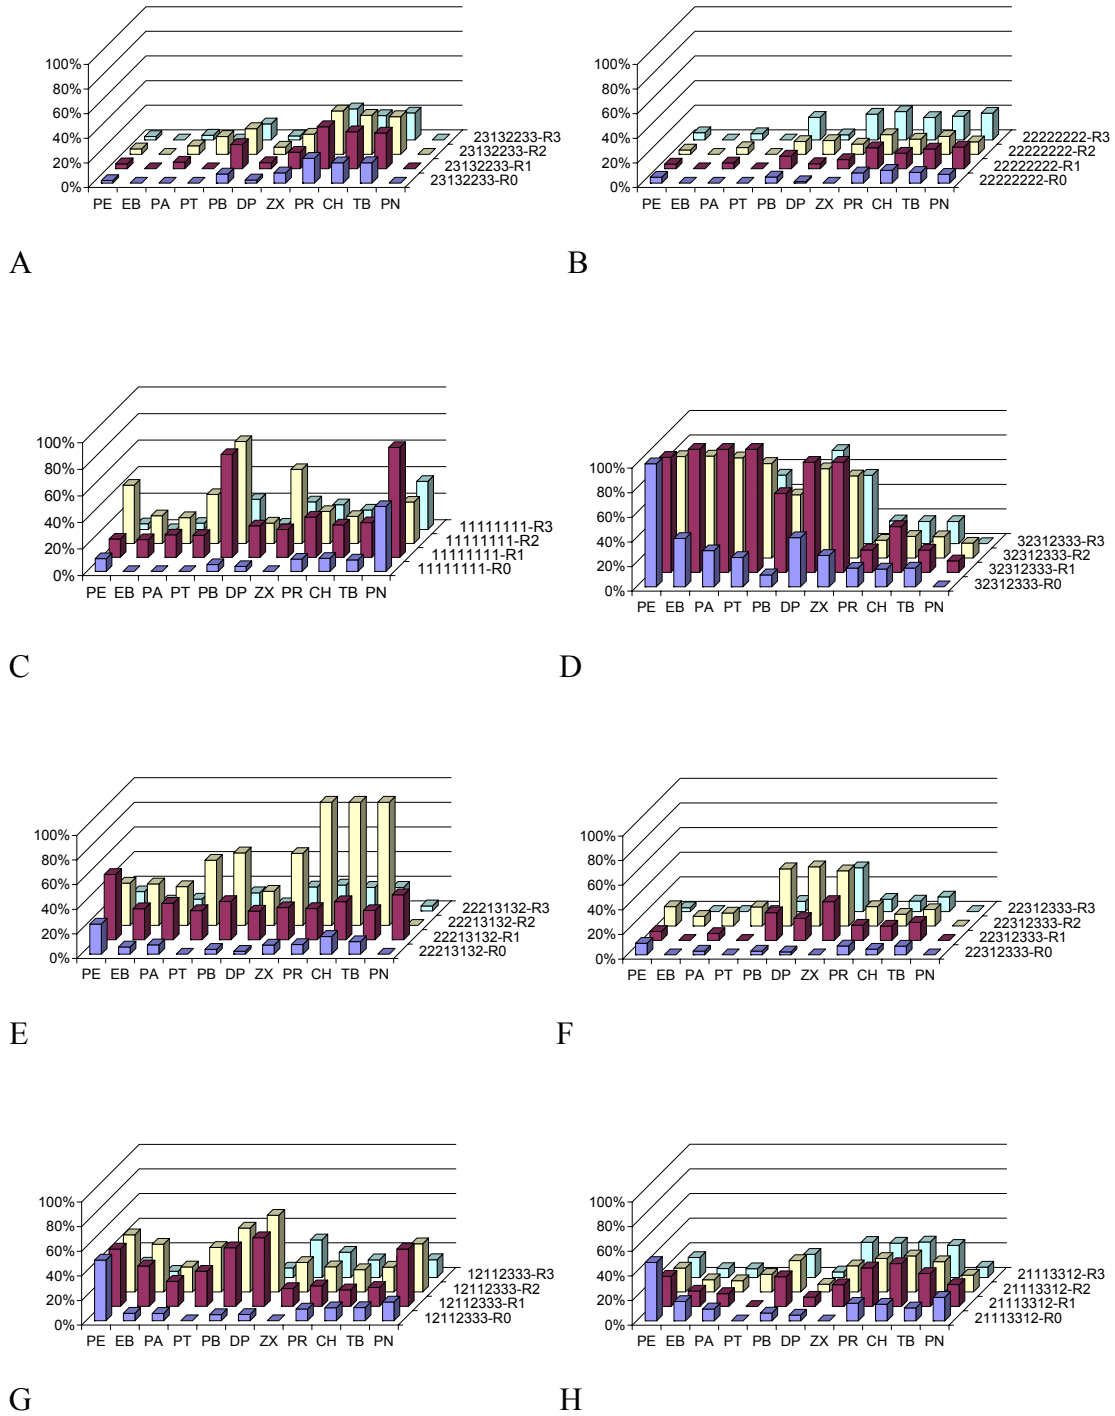 100%
80%
60%
40%
20%
0%
PE EB PA PT PB DP ZX PR CH TB PN
23132233-R3
23132233-R2
23132233-R1
23132233-R0
A
100%
80%
60%
40%
20%
0%
PE EB PA PT PB DP ZX PR CH TB PN
22222222-R3
22222222-R2
22222222-R1
22222222-R0
B
100%
80%
60%
40%
20%
0%
PE EB PA PT PB DP ZX PR CH TB PN
11111111-R3
11111111-R2
11111111-R1
11111111-R0
C
100%
80%
60%
40%
20%
0%
PE EB PA PT PB DP ZX PR CH TB PN
32312333-R3
32312333-R2
32312333-R1
32312333-R0
D
100%
80%
60%
40%
20%
0%
PE EB PA PT PB DP ZX PR CH TB PN
22213132-R3
22213132-R2
22213132-R1
22213132-R0
E
100%
80%
60%
40%
20%
0%
PE EB PA PT PB DP ZX PR CH TB PN
22312333-R3
22312333-R2
22312333-R1
22312333-R0
F
100%
80%
60%
40%
20%
0%
PE EB PA PT PB DP ZX PR CH TB PN
12112333-R3
12112333-R2
12112333-R1
12112333-R0
G
100%
80%
60%
40%
20%
0%
PE EB PA PT PB DP ZX PR CH TB PN
21113312-R3
21113312-R2
21113312-R1
21113312-R0
H